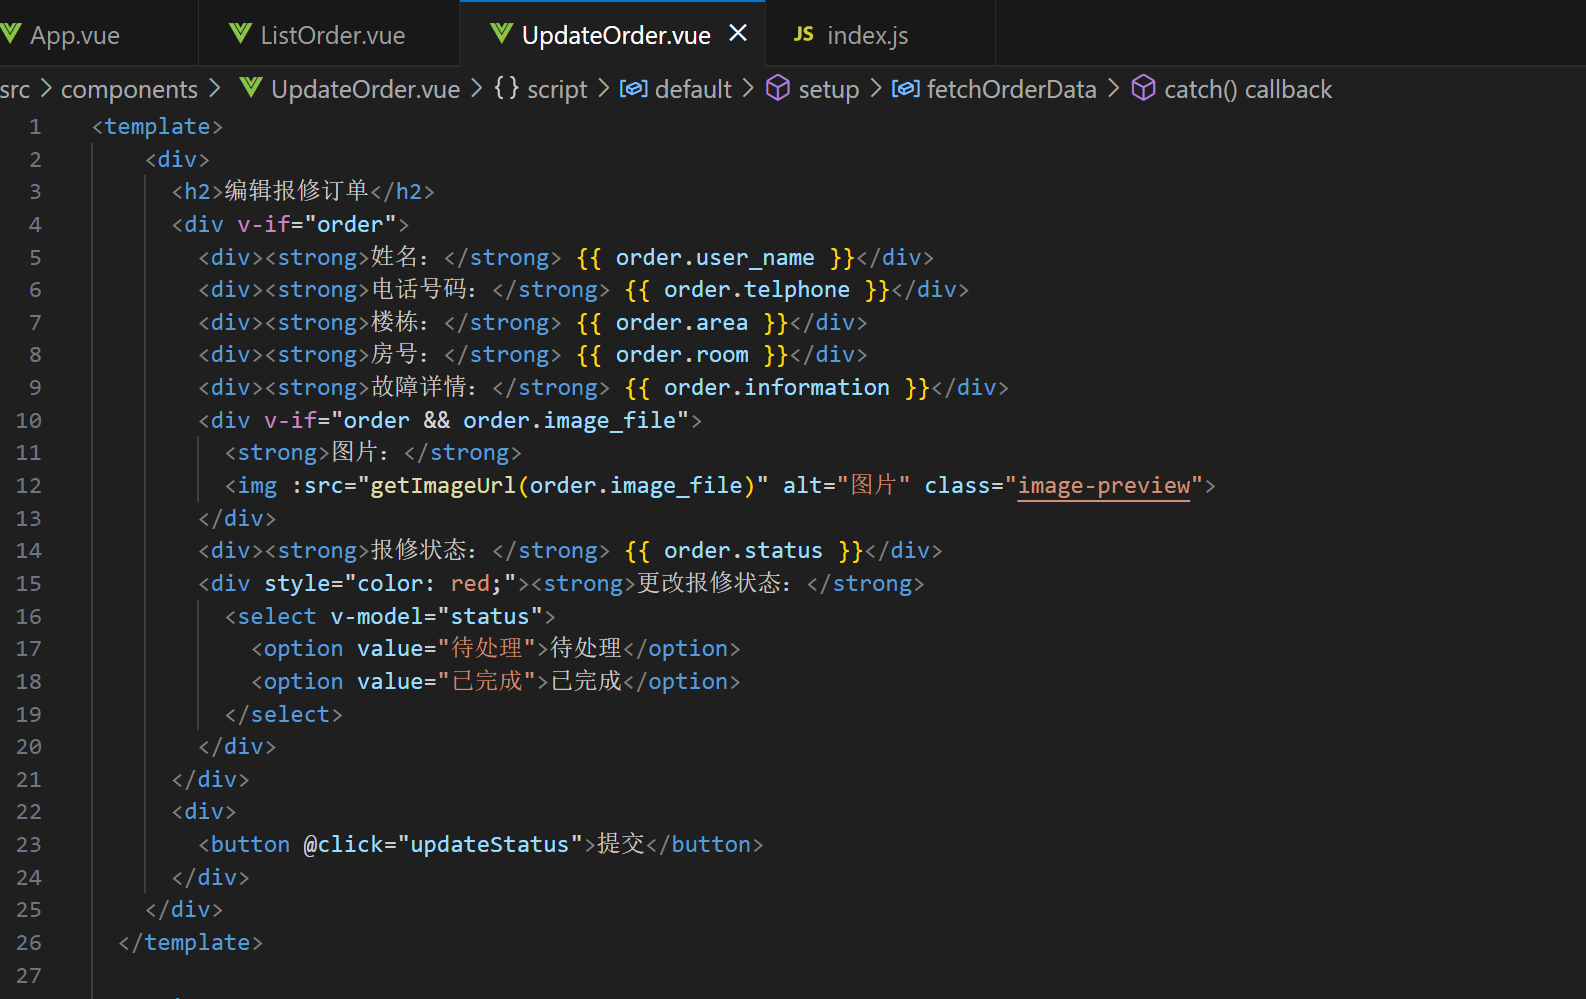 App.vue ListOrder.vue UpdateOrder.vue JS index.js
src > components > UpdateOrder.vue > {} script > default > setup > fetchOrderData > catch() callback
1 <template>
2 <div>
3 <h2>编辑报修订单</h2>
4 <div v-if="order">
5 <div><strong>姓名：</strong> {{ order.user_name }}</div>
6 <div><strong>电话号码：</strong> {{ order.telphone }}</div>
7 <div><strong>楼栋：</strong> {{ order.area }}</div>
8 <div><strong>房号：</strong> {{ order.room }}</div>
9 <div><strong>故障详情：</strong> {{ order.information }}</div>
10 <div v-if="order && order.image_file">
11 <strong>图片：</strong>
12 <img :src="getImageUrl(order.image_file)" alt="图片" class="image-preview">
13 </div>
14 <div><strong>报修状态：</strong> {{ order.status }}</div>
15 <div style="color: red;"><strong>更改报修状态：</strong>
16 <select v-model="status">
17 <option value="待处理">待处理</option>
18 <option value="已完成">已完成</option>
19 </select>
20 </div>
21 </div>
22 <div>
23 <button @click="updateStatus">提交</button>
24 </div>
25 </div>
26 </template>
27